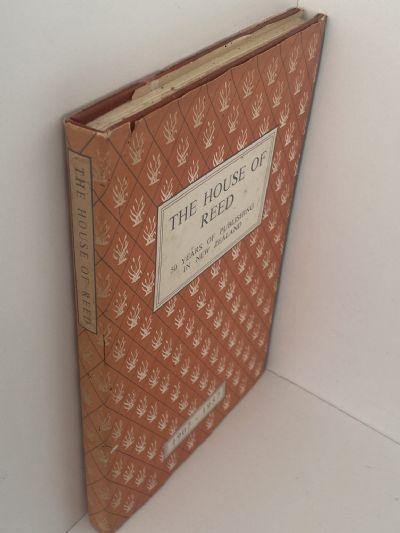 THE HOUSE OF REED
THE HOUSE OF
REED
50 YEARS OF PUBLISHING
IN NEW ZEALAND
1907 - 1957